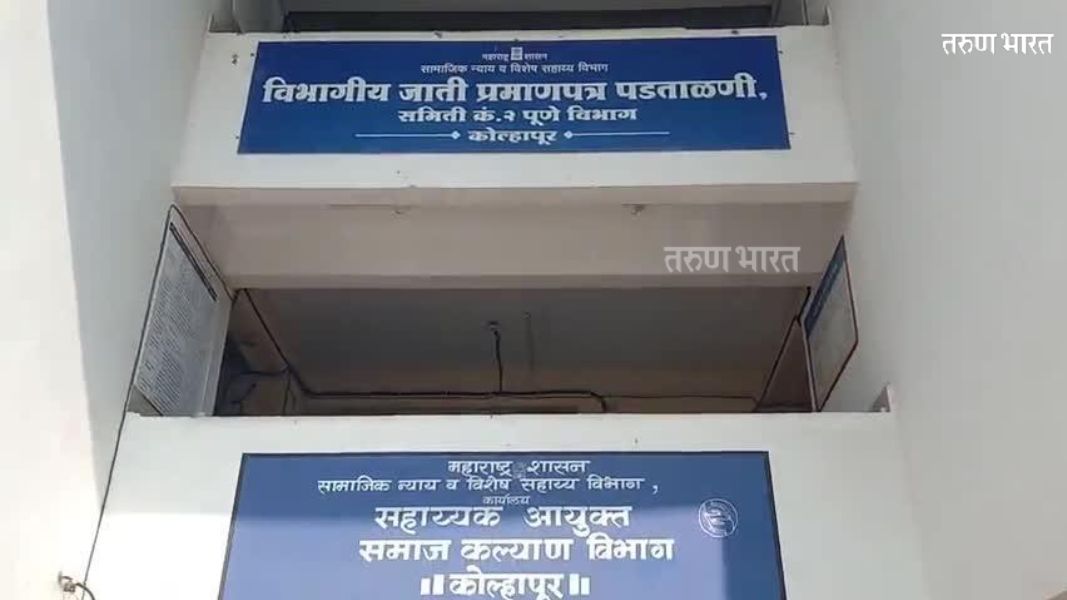 तरुण भारत
महाराष्ट्र शासन
सामाजिक न्याय व विशेष सहाय्य विभाग
विभागीय जाती प्रमाणपत्र पडताळणी,
समिती कं.२ पूणे विभाग
कोल्हापूर
तरुण भारत
महाराष्ट्र शासन
सामाजिक न्याय व विशेष सहाय्य विभाग,
कार्यालय
सहाय्यक आयुक्त
समाज कल्याण विभाग
॥कोल्हापूर॥